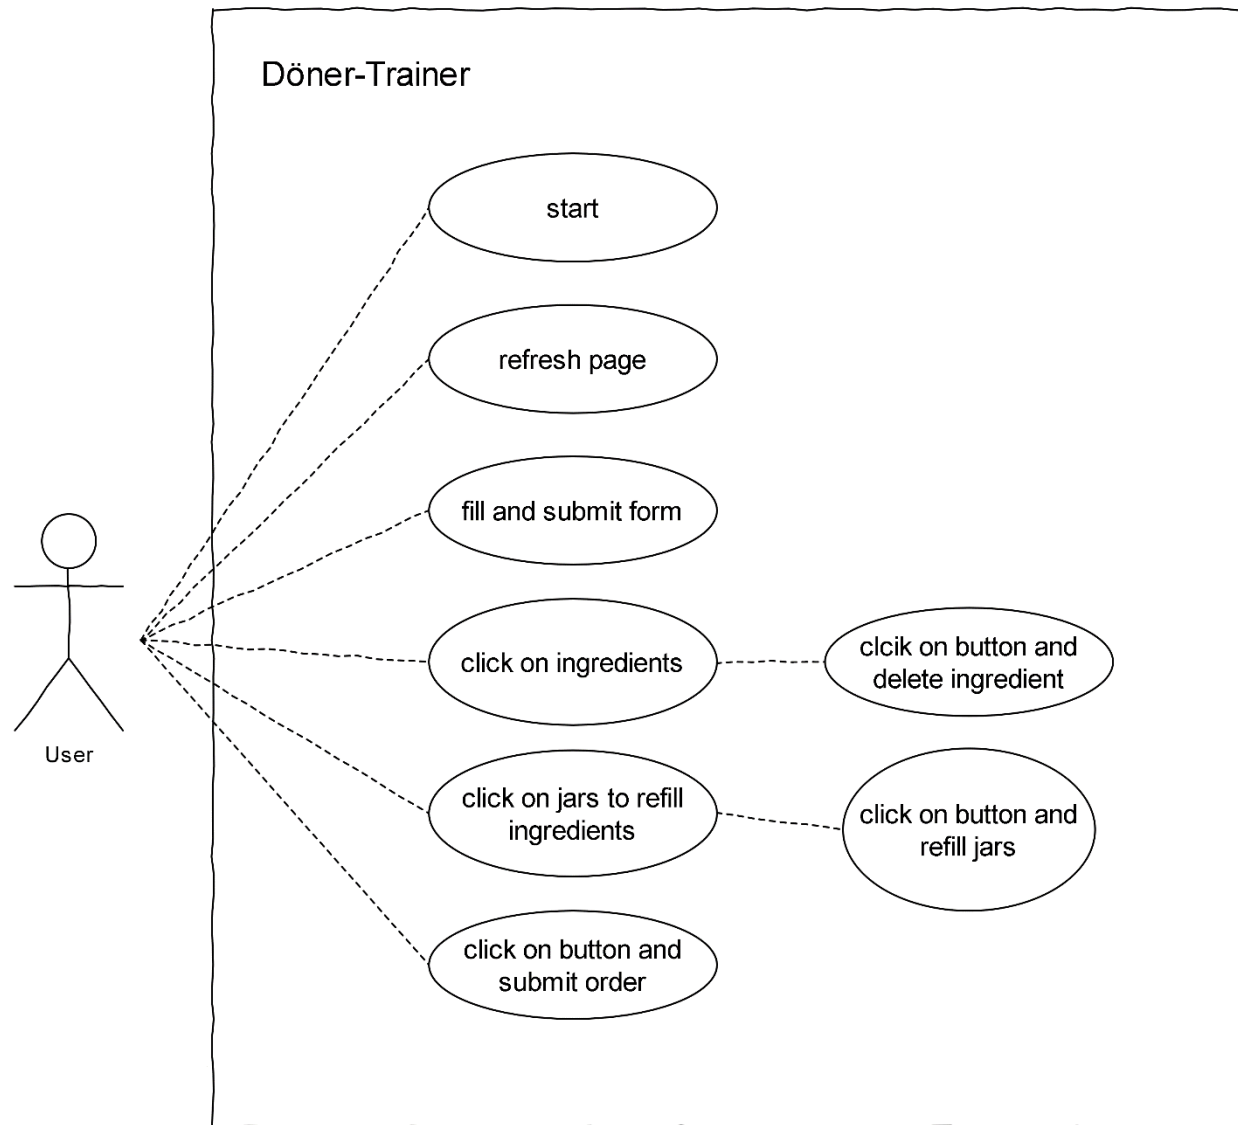 Döner-Trainer
start
refresh page
fill and submit form
click on ingredients
clcik on button and
delete ingredient
User
click on jars to refill
ingredients
click on button and
refill jars
click on button and
submit order